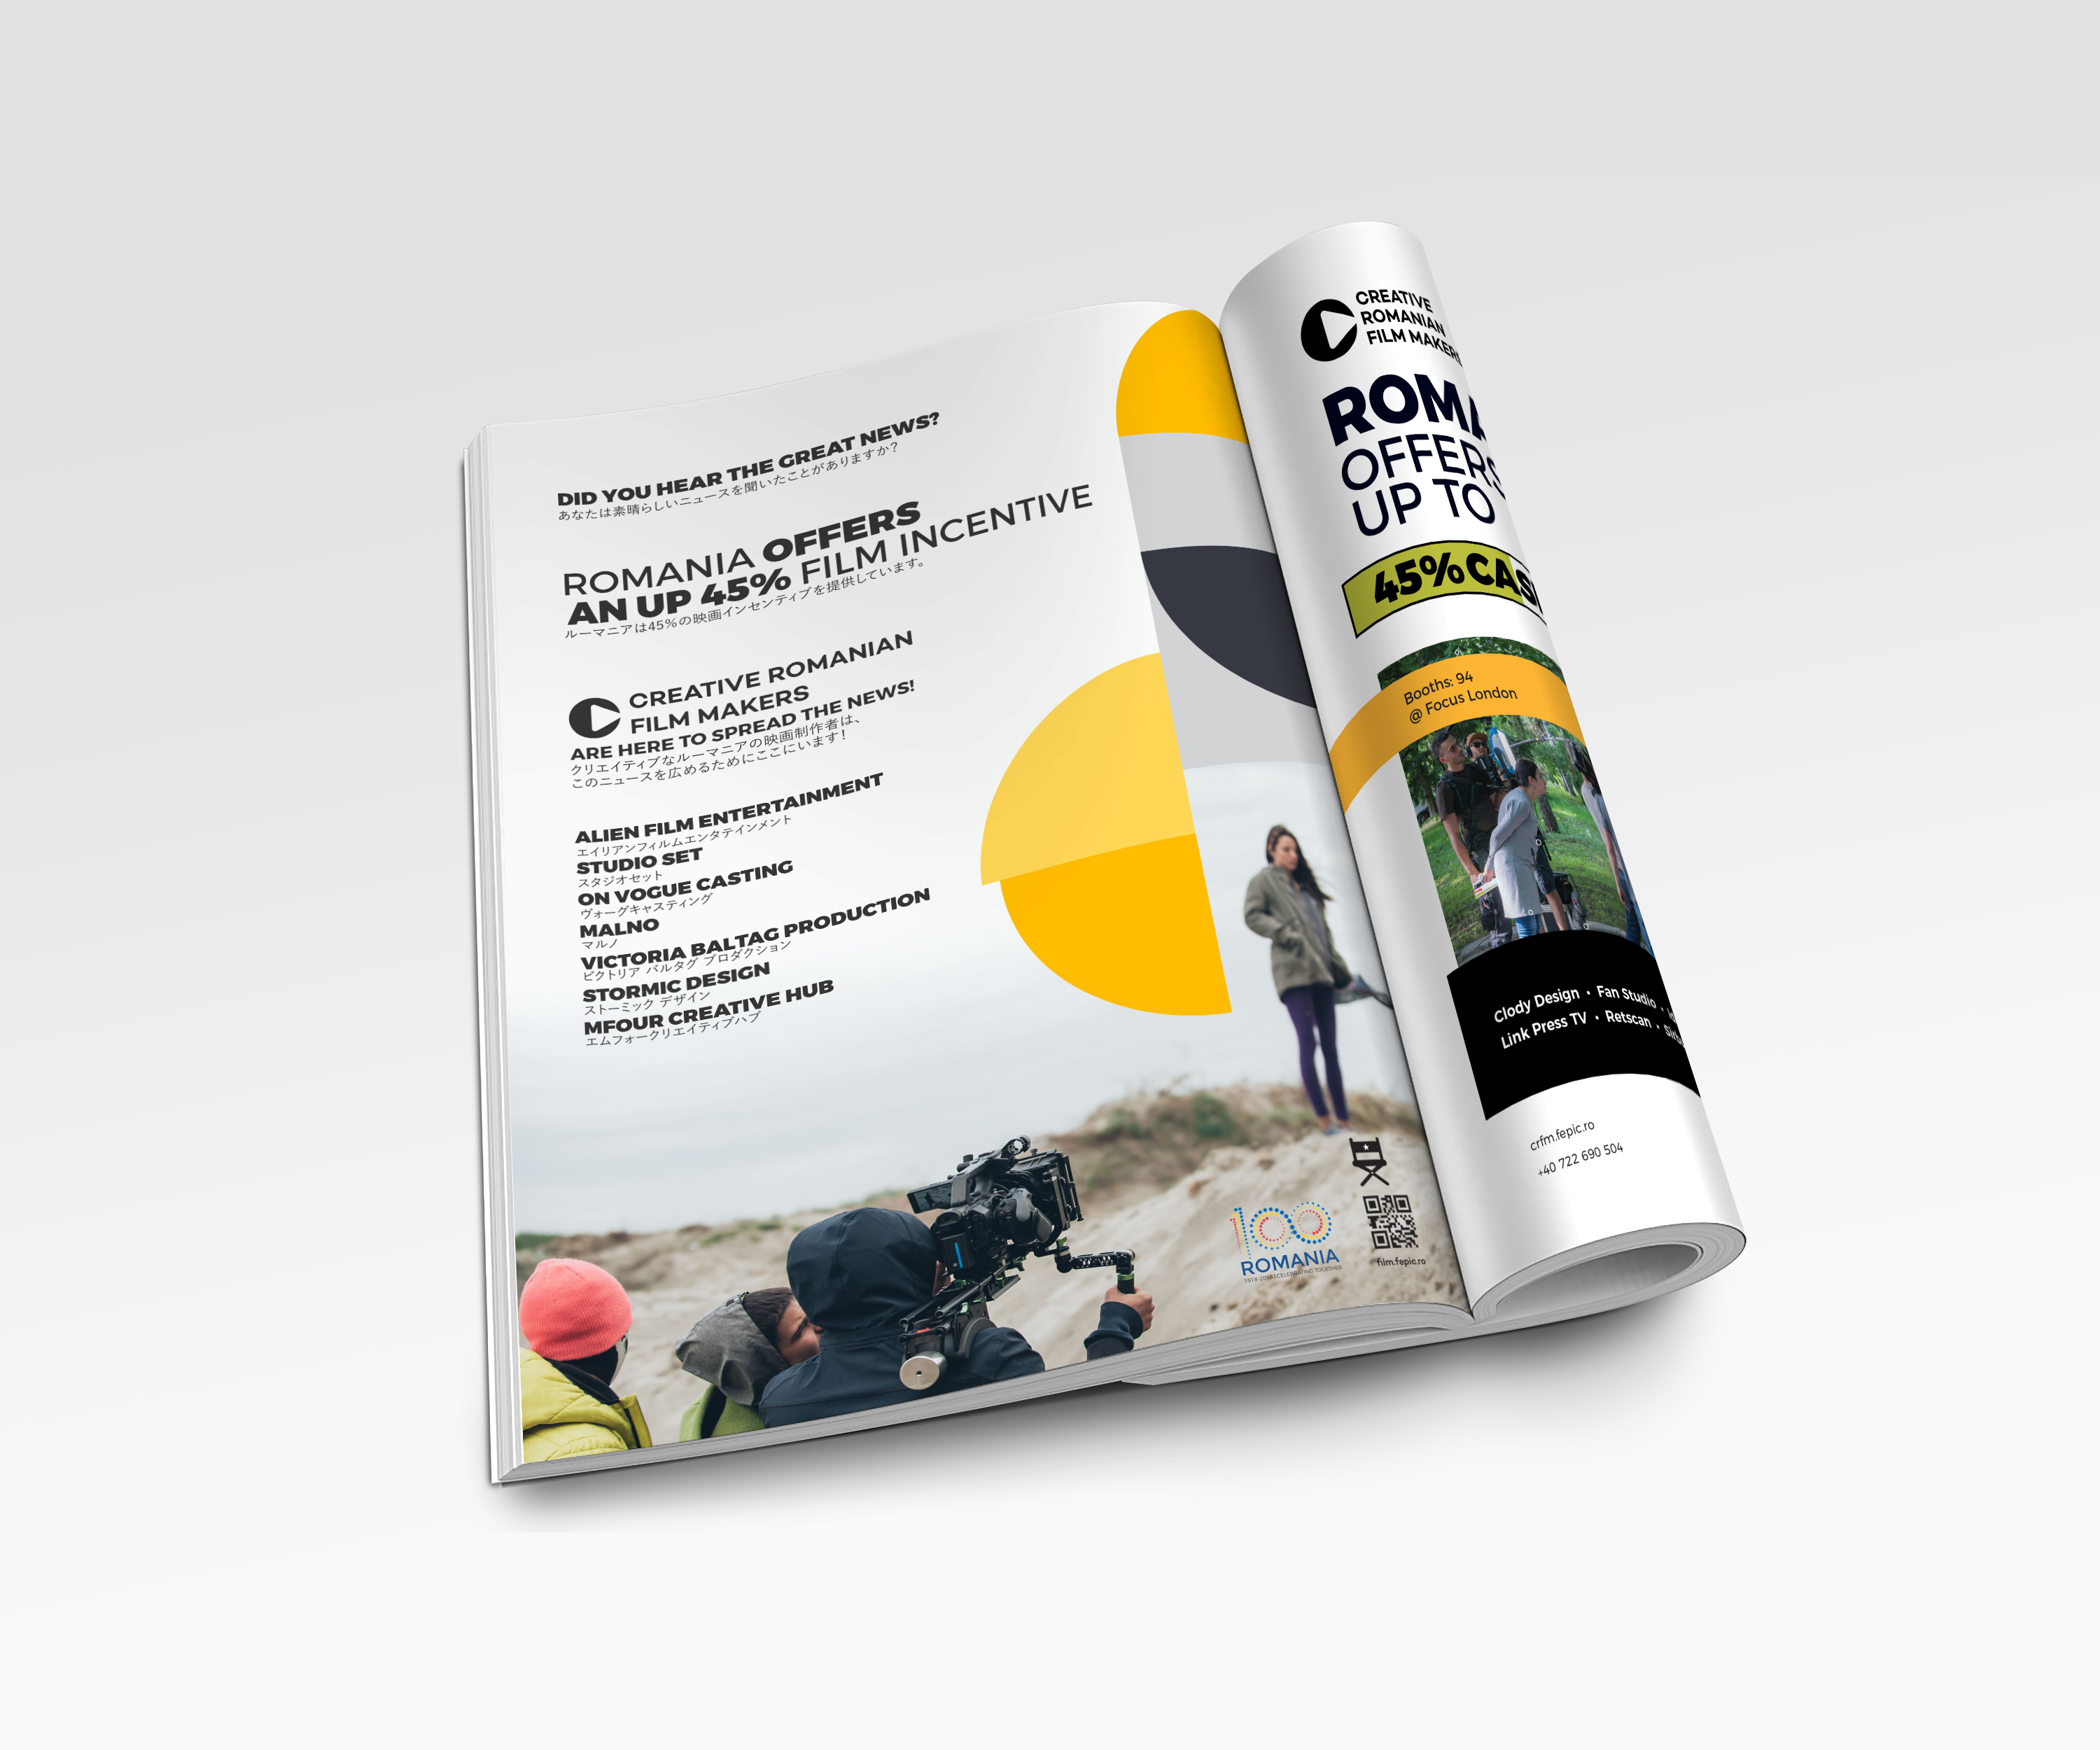 DID YOU HEAR THE GREAT NEWS?
あなたは素晴らしいニュースを聞いたことがありますか?
ROMANIA OFFERS
AN UP 45% FILM INCENTIVE
ルーマニアは45%の映画インセンティブを提供しています。
CREATIVE ROMANIAN
FILM MAKERS
ARE HERE TO SPREAD THE NEWS!
クリエイティブなルーマニアの映画制作者は、
このニュースを広めるためにここにいます!
ALIEN FILM ENTERTAINMENT
エイリアンフィルムエンタテインメント
STUDIO SET
スタジオセット
ON VOGUE CASTING
ヴォーグキャスティング
MALNO
マルノ
VICTORIA BALTAG PRODUCTION
ビクトリア バルタグ プロダクション
STORMIC DESIGN
ストーミック デザイン
MFOUR CREATIVE HUB
エムフォークリエイティブハブ
100
ROMANIA
1918-2018 | CELEBRATING TOGETHER
film.fepic.ro
CREATIVE
ROMANIAN
FILM MAKERS
ROMA
OFFERS
UP TO
45% CAS
Booths: 94
@ Focus London
Clody Design • Fan Studio •
Link Press TV • Retscan •
crfm.fepic.ro
+40 722 690 504